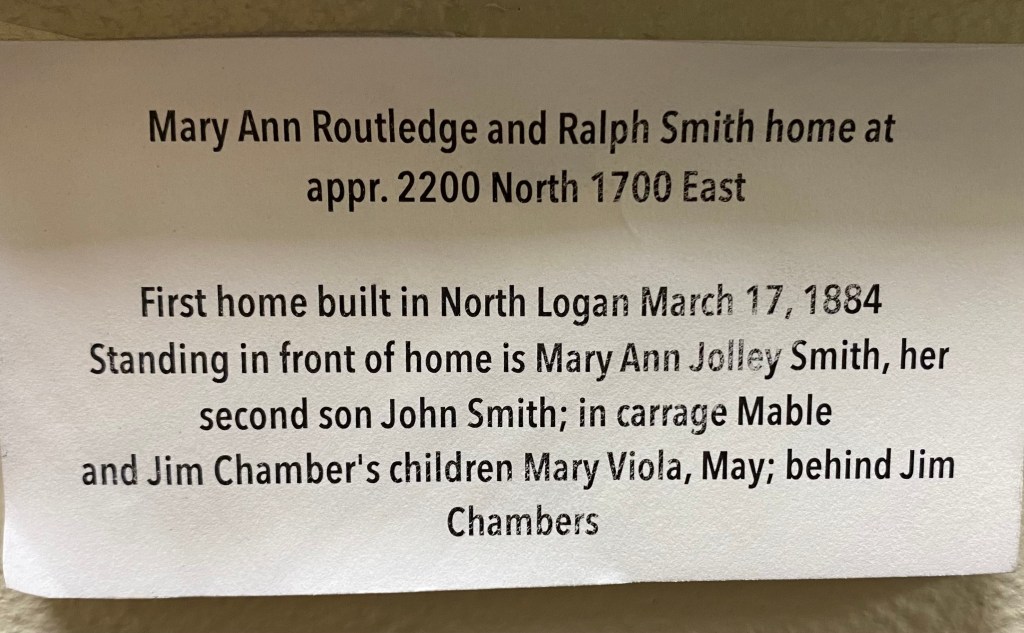 Mary Ann Routledge and Ralph Smith home at
appr. 2200 North 1700 East
First home built in North Logan March 17, 1884
Standing in front of home is Mary Ann Jolley Smith, her
second son John Smith; in carrage Mable
and Jim Chamber's children Mary Viola, May; behind Jim
Chambers